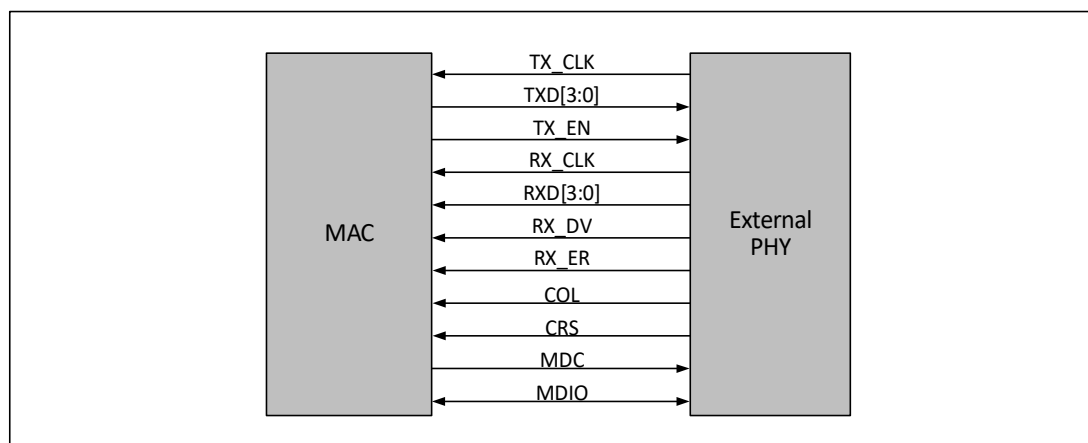 TX_CLK
TXD[3:0]
TX_EN
RX_CLK
RXD[3:0]
MAC
RX_DV
External
PHY
RX_ER
COL
CRS
MDC
MDIO